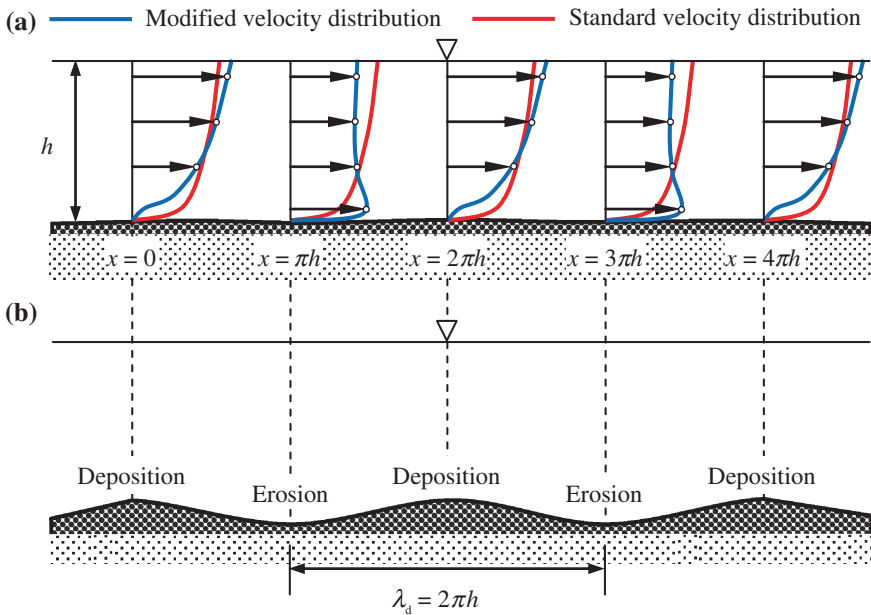 (a) Modified velocity distribution Standard velocity distribution
h
x = 0 x = πh x = 2πh x = 3πh x = 4πh
(b)
Deposition Erosion Deposition Erosion Deposition
λd = 2πh